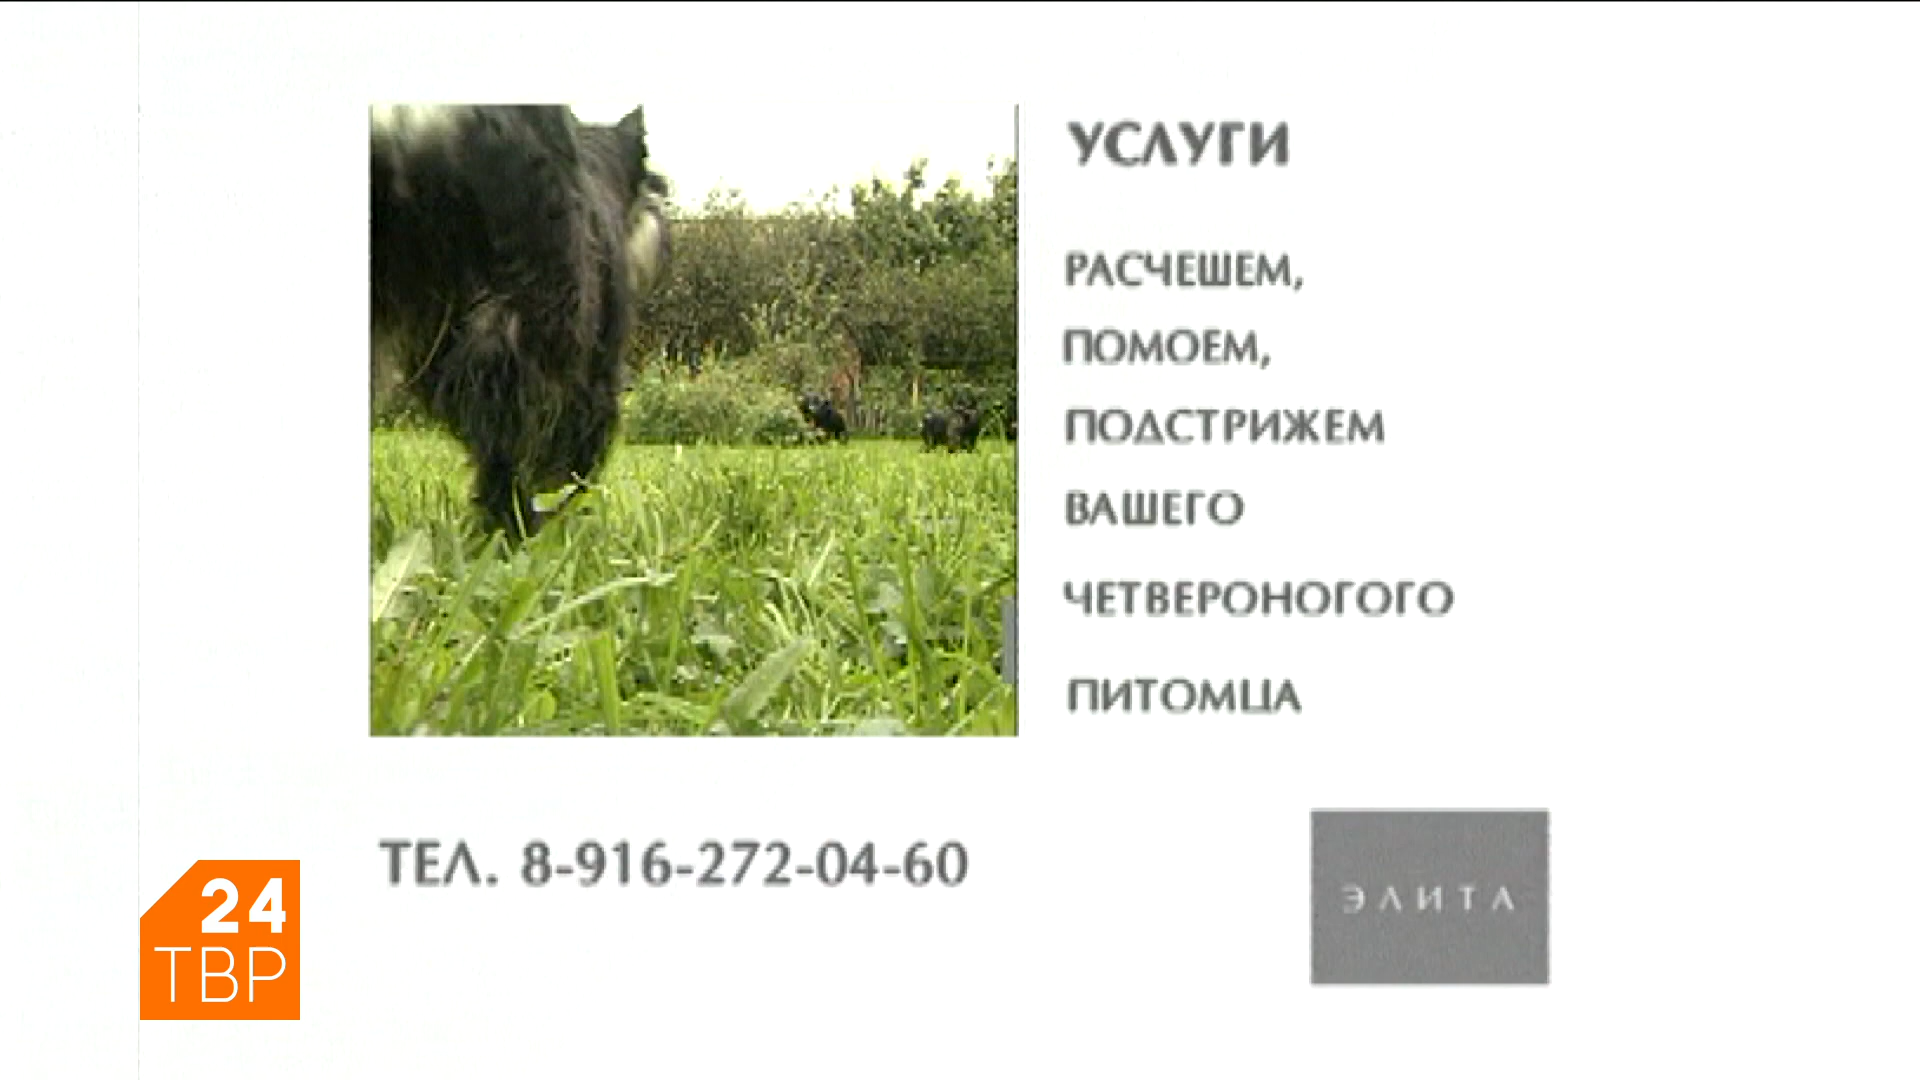 УСЛУГИ
РАСЧЕШЕМ,
ПОМОЕМ,
ПОДСТРИЖЕМ
ВАШЕГО
ЧЕТВЕРОНОГОГО
ПИТОМЦА
ТЕЛ. 8-916-272-04-60
ЭЛИТА
24
ТВР